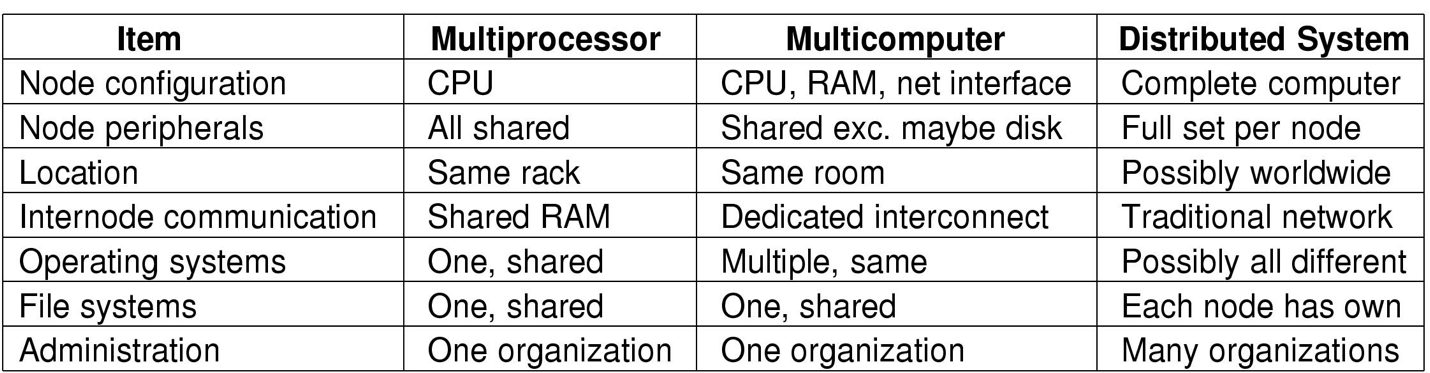 Item Multiprocessor Multicomputer Distributed System
Node configuration CPU CPU, RAM, net interface Complete computer
Node peripherals All shared Shared exc. maybe disk Full set per node
Location Same rack Same room Possibly worldwide
Internode communication Shared RAM Dedicated interconnect Traditional network
Operating systems One, shared Multiple, same Possibly all different
File systems One, shared One, shared Each node has own
Administration One organization One organization Many organizations